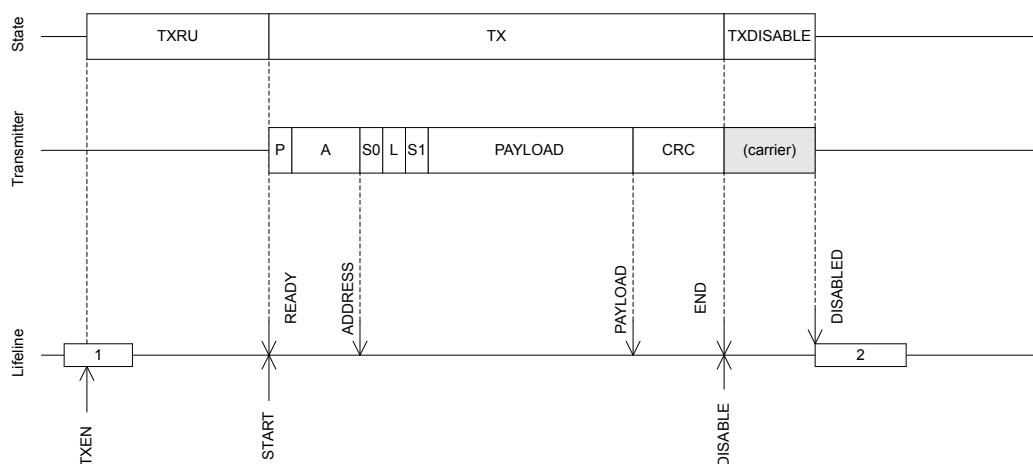 State
TXRU
TX
TXDISABLE
Transmitter
P
A
S0
L
S1
PAYLOAD
CRC
(carrier)
READY
ADDRESS
PAYLOAD
END
DISABLED
Lifeline
1
2
TXEN
START
DISABLE